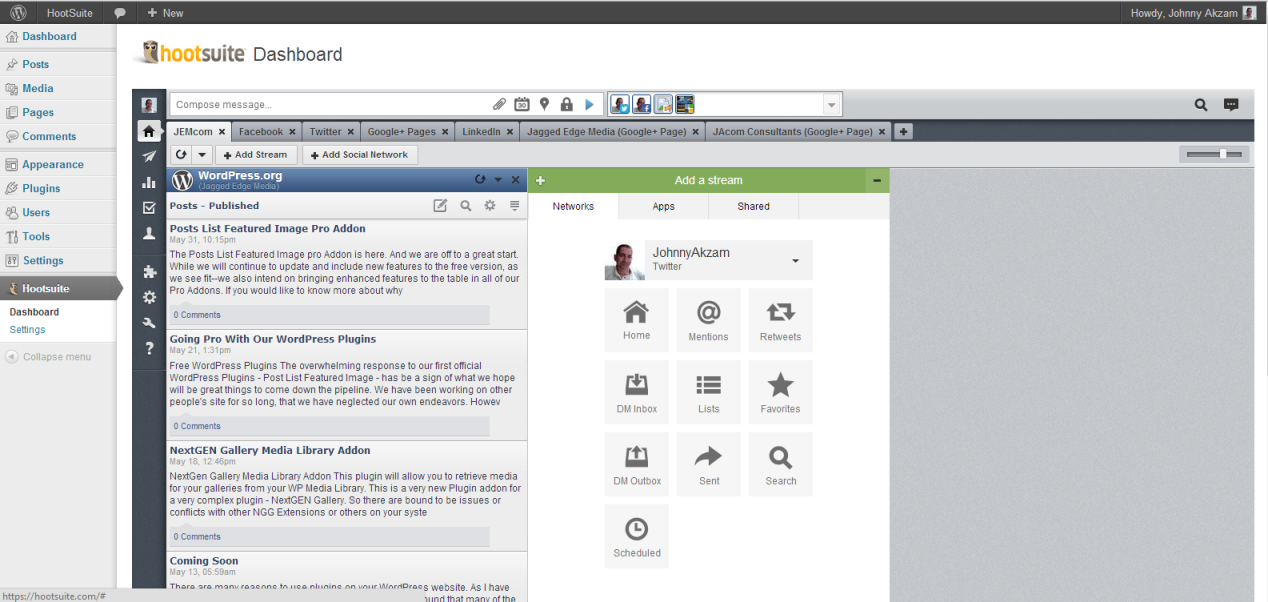 HootSuite
New
Howdy, Johnny Akzam
Dashboard
Posts
Media
Pages
Comments
Appearance
Plugins
Users
Tools
Settings
Hootsuite
Dashboard
Settings
Collapse menu
hootsuite Dashboard
Compose message...
30
JEMcom
Facebook
Twitter
Google+ Pages
LinkedIn
Jagged Edge Media (Google+ Page)
JAcom Consultants (Google+ Page)
Add Stream
Add Social Network
WordPress.org
(Jagged Edge Media)
Posts - Published
Posts List Featured Image Pro Addon
May 31, 10:15pm
The Posts List Featured Image pro Addon is here. And we are off to a great start.
While we will continue to update and include new features to the free version, as
we see fit--we also intend on bringing enhanced features to the table in all of our
Pro Addons. If you would like to know more about why
0 Comments
Going Pro With Our WordPress Plugins
May 21, 1:31pm
Free WordPress Plugins The overwhelming response to our first official
WordPress Plugins - Post List Featured Image - has be a sign of what we hope
will be great things to come down the pipeline. We have been working on other
people's site for so long, that we have neglected our own endeavors. Howev
0 Comments
NextGEN Gallery Media Library Addon
May 18, 12:46pm
NextGen Gallery Media Library Addon This plugin will allow you to retrieve media
for your galleries from your WP Media Library. This is a very new Plugin addon for
a very complex plugin - NextGEN Gallery. So there are bound to be issues or
conflicts with other NGG Extensions or others on your syste
0 Comments
Coming Soon
May 13, 05:59am
There are many reasons to use plugins on your WordPress website. As I have
ound that many of the
Add a stream
Networks
Apps
Shared
JohnnyAkzam
Twitter
Home
Mentions
Retweets
DM Inbox
Lists
Favorites
DM Outbox
Sent
Search
Scheduled
https://hootsuite.com/#